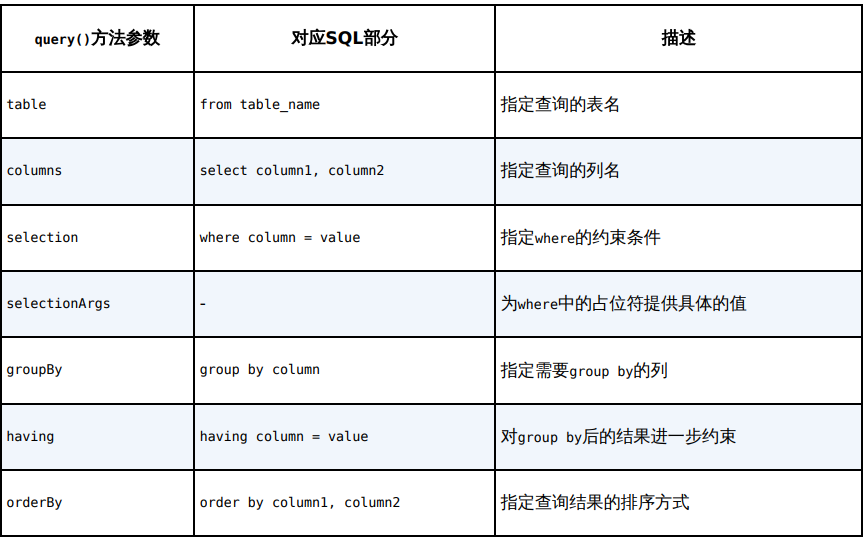 query()方法参数 对应SQL部分 描述
table from table_name 指定查询的表名
columns select column1, column2 指定查询的列名
selection where column = value 指定where的约束条件
selectionArgs - 为where中的占位符提供具体的值
groupBy group by column 指定需要group by的列
having having column = value 对group by后的结果进一步约束
orderBy order by column1, column2 指定查询结果的排序方式